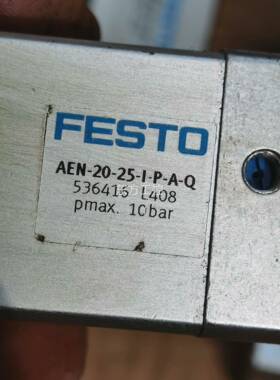 FESTO
AEN-20-25-I-P-A-Q
536416 L408
pmax. 10bar